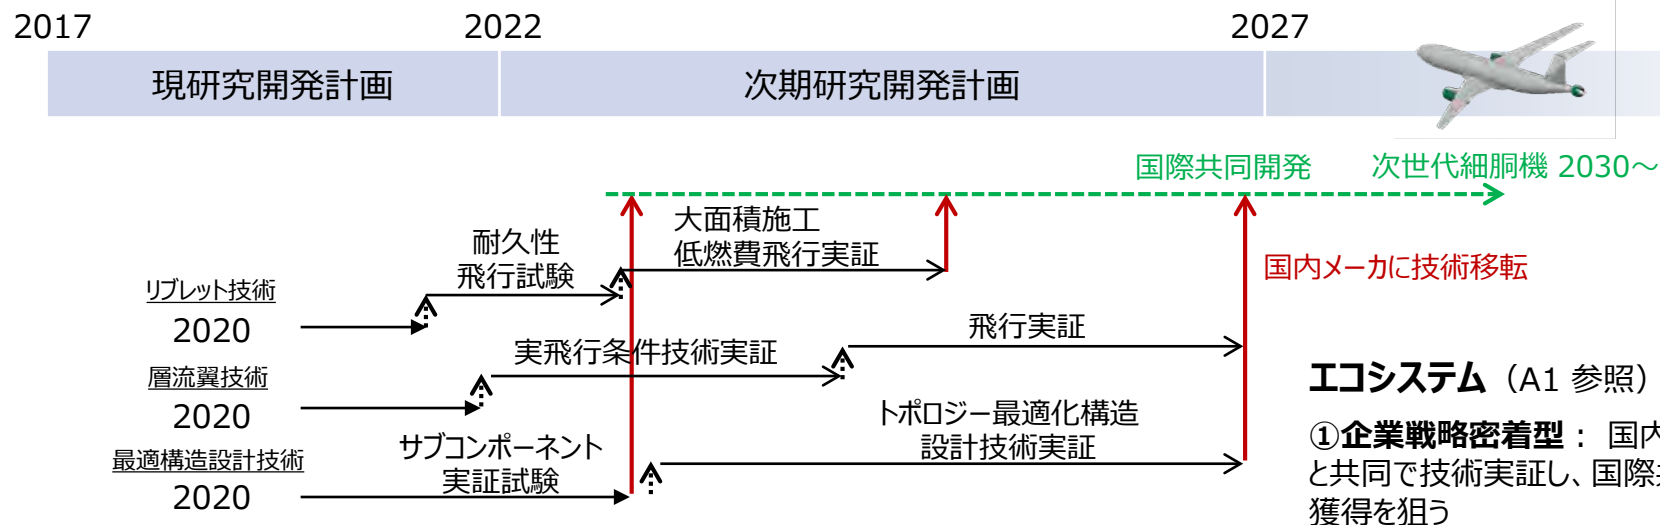 2017
2022
2027
現研究開発計画
次期研究開発計画
国際共同開発
次世代細胴機 2030～
大面積施工
低燃費飛行実証
耐久性
飛行試験
国内メーカに技術移転
リブレット技術
2020
飛行実証
実飛行条件技術実証
層流翼技術
2020
エコシステム（A1 参照）
トポロジー最適化構造
設計技術実証
①企業戦略密着型： 国内
サブコンポーネント
実証試験
最適構造設計技術
2020
と共同で技術実証し、国際
獲得を狙う